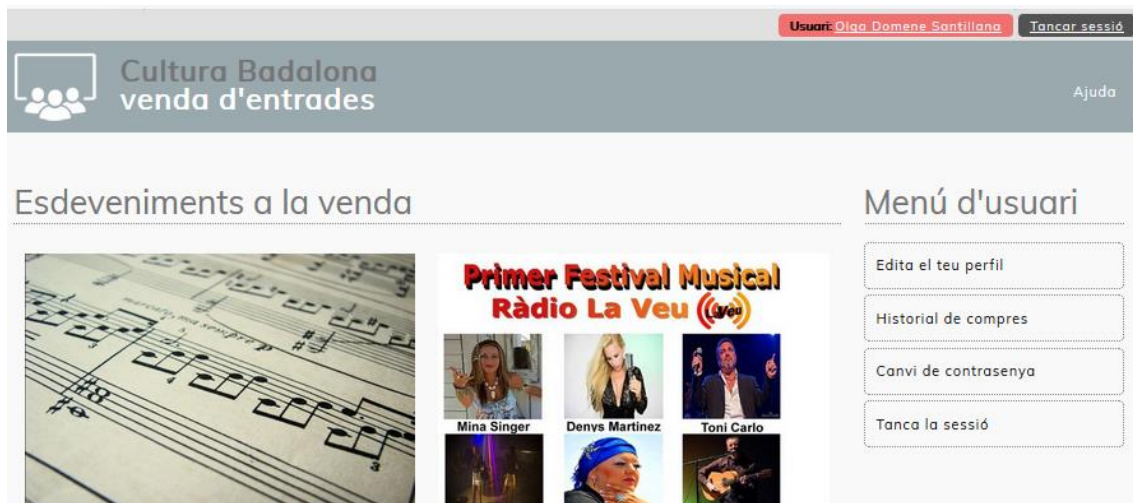 Usuari: Olga Domene Santillana Tancar sessió
Cultura Badalona
venda d'entrades
Ajuda
Esdeveniments a la venda
Menú d'usuari
Primer Festival Musical
Ràdio La Veu
Mina Singer Denys Martinez Toni Carlo
Edita el teu perfil
Historial de compres
Canvi de contrasenya
Tanca la sessió